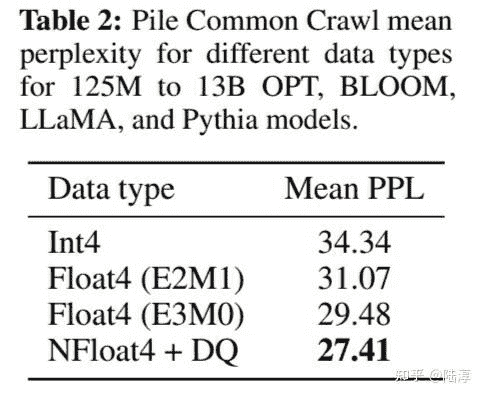 Table 2: Pile Common Crawl mean
perplexity for different data types
for 125M to 13B OPT, BLOOM,
LLaMA, and Pythia models.
Data type Mean PPL
Int4 34.34
Float4 (E2M1) 31.07
Float4 (E3M0) 29.48
NFloat4 + DQ 27.41
知乎 @陆淳